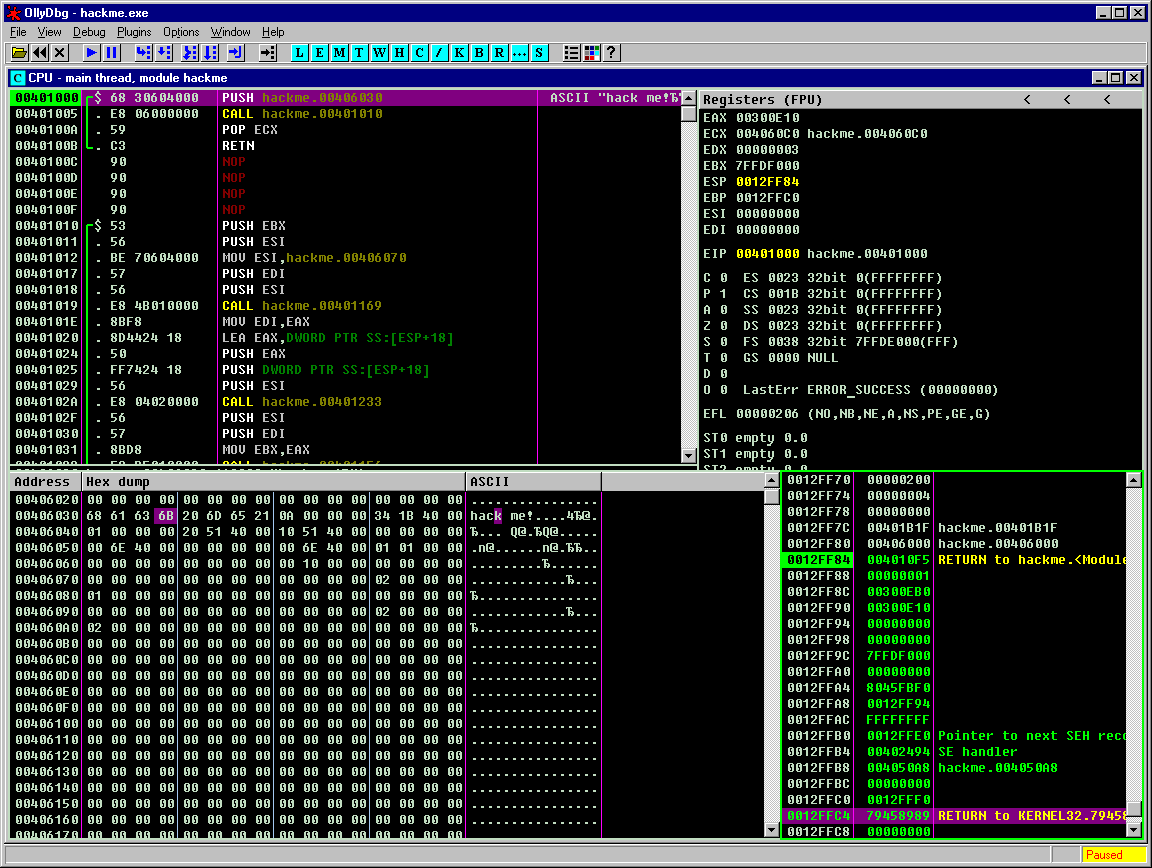 OllyDbg - hackme.exe
File View Debug Plugins Options Window Help
L E M T W H C / K B R ... S ?
C CPU - main thread, module hackme
00401000 $ 68 30604000 PUSH hackme.00406030 ASCII "hack me!Ђ"
00401005 . E8 06000000 CALL hackme.00401010
0040100A . 59 POP ECX
0040100B . C3 RETN
0040100C 90 NOP
0040100D 90 NOP
0040100E 90 NOP
0040100F 90 NOP
00401010 $ 53 PUSH EBX
00401011 . 56 PUSH ESI
00401012 . BE 70604000 MOV ESI,hackme.00406070
00401017 . 57 PUSH EDI
00401018 . 56 PUSH ESI
00401019 . E8 4B010000 CALL hackme.00401169
0040101E . 8BF8 MOV EDI,EAX
00401020 . 8D4424 18 LEA EAX,DWORD PTR SS:[ESP+18]
00401024 . 50 PUSH EAX
00401025 . FF7424 18 PUSH DWORD PTR SS:[ESP+18]
00401029 . 56 PUSH ESI
0040102A . E8 04020000 CALL hackme.00401233
0040102F . 56 PUSH ESI
00401030 . 57 PUSH EDI
00401031 . 8BD8 MOV EBX,EAX
Registers (FPU) < < <
EAX 00300E10
ECX 004060C0 hackme.004060C0
EDX 00000003
EBX 7FFDF000
ESP 0012FF84
EBP 0012FFC0
ESI 00000000
EDI 00000000
EIP 00401000 hackme.00401000
C 0 ES 0023 32bit 0(FFFFFFFF)
P 1 CS 001B 32bit 0(FFFFFFFF)
A 0 SS 0023 32bit 0(FFFFFFFF)
Z 0 DS 0023 32bit 0(FFFFFFFF)
S 0 FS 0038 32bit 7FFDE000(FFF)
T 0 GS 0000 NULL
D 0
O 0 LastErr ERROR_SUCCESS (00000000)
EFL 00000206 (NO,NB,NE,A,NS,PE,GE,G)
ST0 empty 0.0
ST1 empty 0.0
ST2 empty 0.0
Address Hex dump ASCII
00406020 00 00 00 00 00 00 00 00 00 00 00 00 00 00 00 00 ................
00406030 68 61 63 6B 20 6D 65 21 0A 00 00 00 34 1B 40 00 hack me!....4Ђ@.
00406040 01 00 00 00 20 51 40 00 10 51 40 00 00 00 00 00 Ђ... Q@.ЂQ@.....
00406050 00 6E 40 00 00 00 00 00 00 6E 40 00 01 01 00 00 .n@......n@.ЂЂ..
00406060 00 00 00 00 00 00 00 00 00 10 00 00 00 00 00 00 .........Ђ......
00406070 00 00 00 00 00 00 00 00 00 00 00 00 02 00 00 00 ............Ђ...
00406080 01 00 00 00 00 00 00 00 00 00 00 00 00 00 00 00 Ђ...............
00406090 00 00 00 00 00 00 00 00 00 00 00 00 02 00 00 00 ............Ђ...
004060A0 02 00 00 00 00 00 00 00 00 00 00 00 00 00 00 00 Ђ...............
004060B0 00 00 00 00 00 00 00 00 00 00 00 00 00 00 00 00 ................
004060C0 00 00 00 00 00 00 00 00 00 00 00 00 00 00 00 00 ................
004060D0 00 00 00 00 00 00 00 00 00 00 00 00 00 00 00 00 ................
004060E0 00 00 00 00 00 00 00 00 00 00 00 00 00 00 00 00 ................
004060F0 00 00 00 00 00 00 00 00 00 00 00 00 00 00 00 00 ................
00406100 00 00 00 00 00 00 00 00 00 00 00 00 00 00 00 00 ................
00406110 00 00 00 00 00 00 00 00 00 00 00 00 00 00 00 00 ................
00406120 00 00 00 00 00 00 00 00 00 00 00 00 00 00 00 00 ................
00406130 00 00 00 00 00 00 00 00 00 00 00 00 00 00 00 00 ................
00406140 00 00 00 00 00 00 00 00 00 00 00 00 00 00 00 00 ................
00406150 00 00 00 00 00 00 00 00 00 00 00 00 00 00 00 00 ................
00406160 00 00 00 00 00 00 00 00 00 00 00 00 00 00 00 00 ................
00406170 00 00 00 00 00 00 00 00 00 00 00 00 00 00 00 00 ................
0012FF70 00000200
0012FF74 00000004
0012FF78 00000000
0012FF7C 00401B1F hackme.00401B1F
0012FF80 00406000 hackme.00406000
0012FF84 004010F5 RETURN to hackme.<Module
0012FF88 00000001
0012FF8C 00300EB0
0012FF90 00300E10
0012FF94 00000000
0012FF98 00000000
0012FF9C 7FFDF000
0012FFA0 00000000
0012FFA4 8045FBF0
0012FFA8 0012FF94
0012FFAC FFFFFFFF
0012FFB0 0012FFE0 Pointer to next SEH reco
0012FFB4 00402494 SE handler
0012FFB8 004050A8 hackme.004050A8
0012FFBC 00000000
0012FFC0 0012FFF0
0012FFC4 79458989 RETURN to KERNEL32.79458
0012FFC8 00000000
Paused